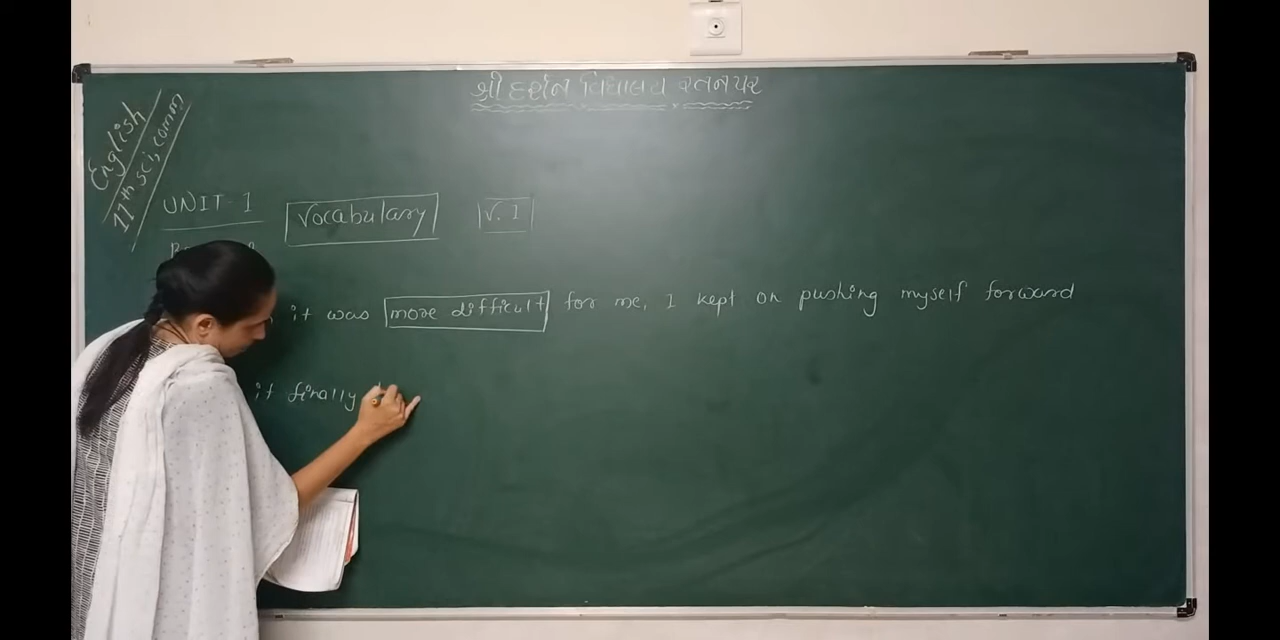 શ્રી દર્શન વિદ્યાલય રતનપર
English
11th sci, comm
UNIT-1
Vocabulary
V. 1
it was more difficult for me, I kept on pushing myself forward
it finally